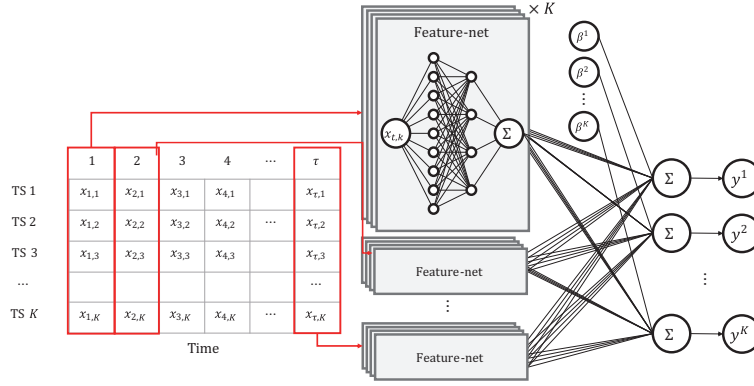 × K
Feature-net
x_{t,k}
Σ
β^1
β^2
⋮
β^K
1 2 3 4 ⋯ τ
TS 1 x_{1,1} x_{2,1} x_{3,1} x_{4,1} x_{τ,1}
TS 2 x_{1,2} x_{2,2} x_{3,2} x_{4,2} ⋯ x_{τ,2}
TS 3 x_{1,3} x_{2,3} x_{3,3} x_{4,3} x_{τ,3}
⋯ ⋯ ⋯
TS K x_{1,K} x_{2,K} x_{3,K} x_{4,K} ⋯ x_{τ,K}
Time
Feature-net
⋮
Feature-net
Σ y^1
Σ y^2
⋮
Σ y^K